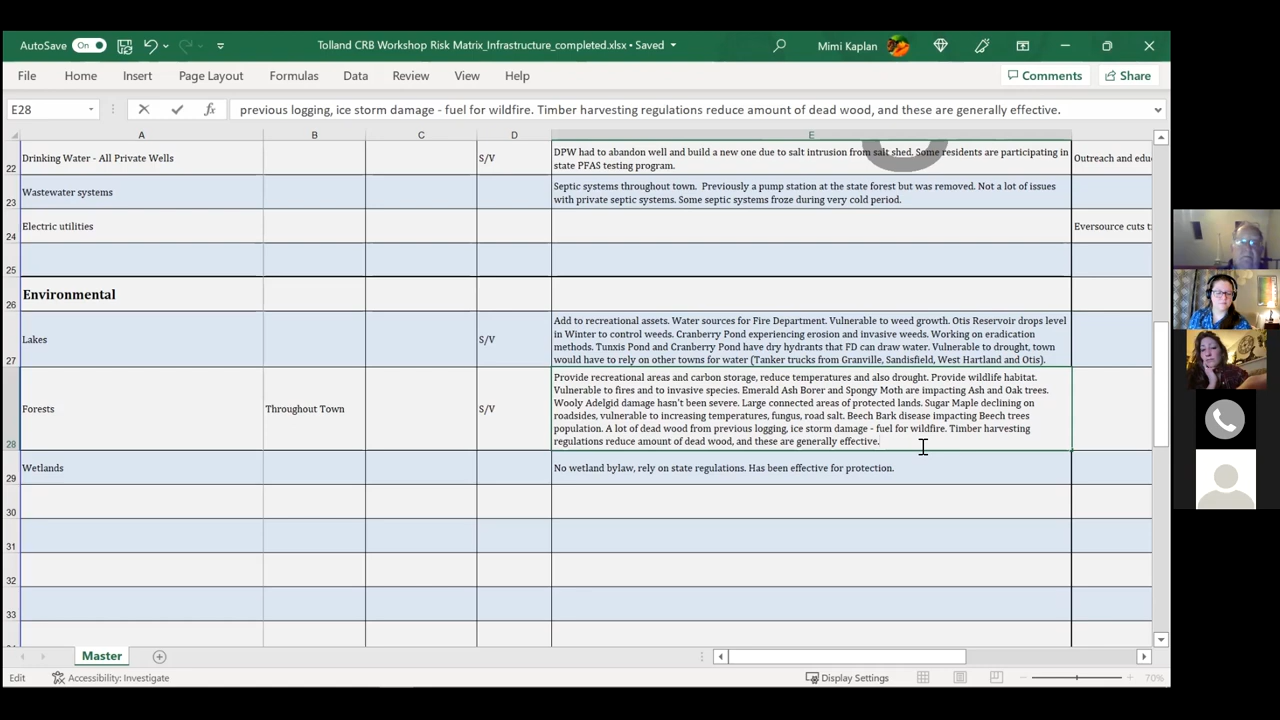 AutoSave On Tolland CRB Workshop Risk Matrix_Infrastructure_completed.xlsx • Saved Mimi Kaplan
File Home Insert Page Layout Formulas Data Review View Help Comments Share
E28 fx previous logging, ice storm damage - fuel for wildfire. Timber harvesting regulations reduce amount of dead wood, and these are generally effective.
A B C D E
22 Drinking Water - All Private Wells S/V DPW had to abandon well and build a new one due to salt intrusion from salt shed. Some residents are participating in
state PFAS testing program.
Outreach and educ
23 Wastewater systems Septic systems throughout town. Previously a pump station at the state forest but was removed. Not a lot of issues
with private septic systems. Some septic systems froze during very cold period.
24 Electric utilities Eversource cuts t
25
26 Environmental
27 Lakes S/V Add to recreational assets. Water sources for Fire Department. Vulnerable to weed growth. Otis Reservoir drops level
in Winter to control weeds. Cranberry Pond experiencing erosion and invasive weeds. Working on eradication
methods. Tunxis Pond and Cranberry Pond have dry hydrants that FD can draw water. Vulnerable to drought, town
would have to rely on other towns for water (Tanker trucks from Granville, Sandisfield, West Hartland and Otis).
28 Forests Throughout Town S/V Provide recreational areas and carbon storage, reduce temperatures and also drought. Provide wildlife habitat.
Vulnerable to fires and to invasive species. Emerald Ash Borer and Spongy Moth are impacting Ash and Oak trees.
Wooly Adelgid damage hasn't been severe. Large connected areas of protected lands. Sugar Maple declining on
roadsides, vulnerable to increasing temperatures, fungus, road salt. Beech Bark disease impacting Beech trees
population. A lot of dead wood from previous logging, ice storm damage - fuel for wildfire. Timber harvesting
regulations reduce amount of dead wood, and these are generally effective.
29 Wetlands No wetland bylaw, rely on state regulations. Has been effective for protection.
30
31
32
33
Master
Edit Accessibility: Investigate Display Settings 70%